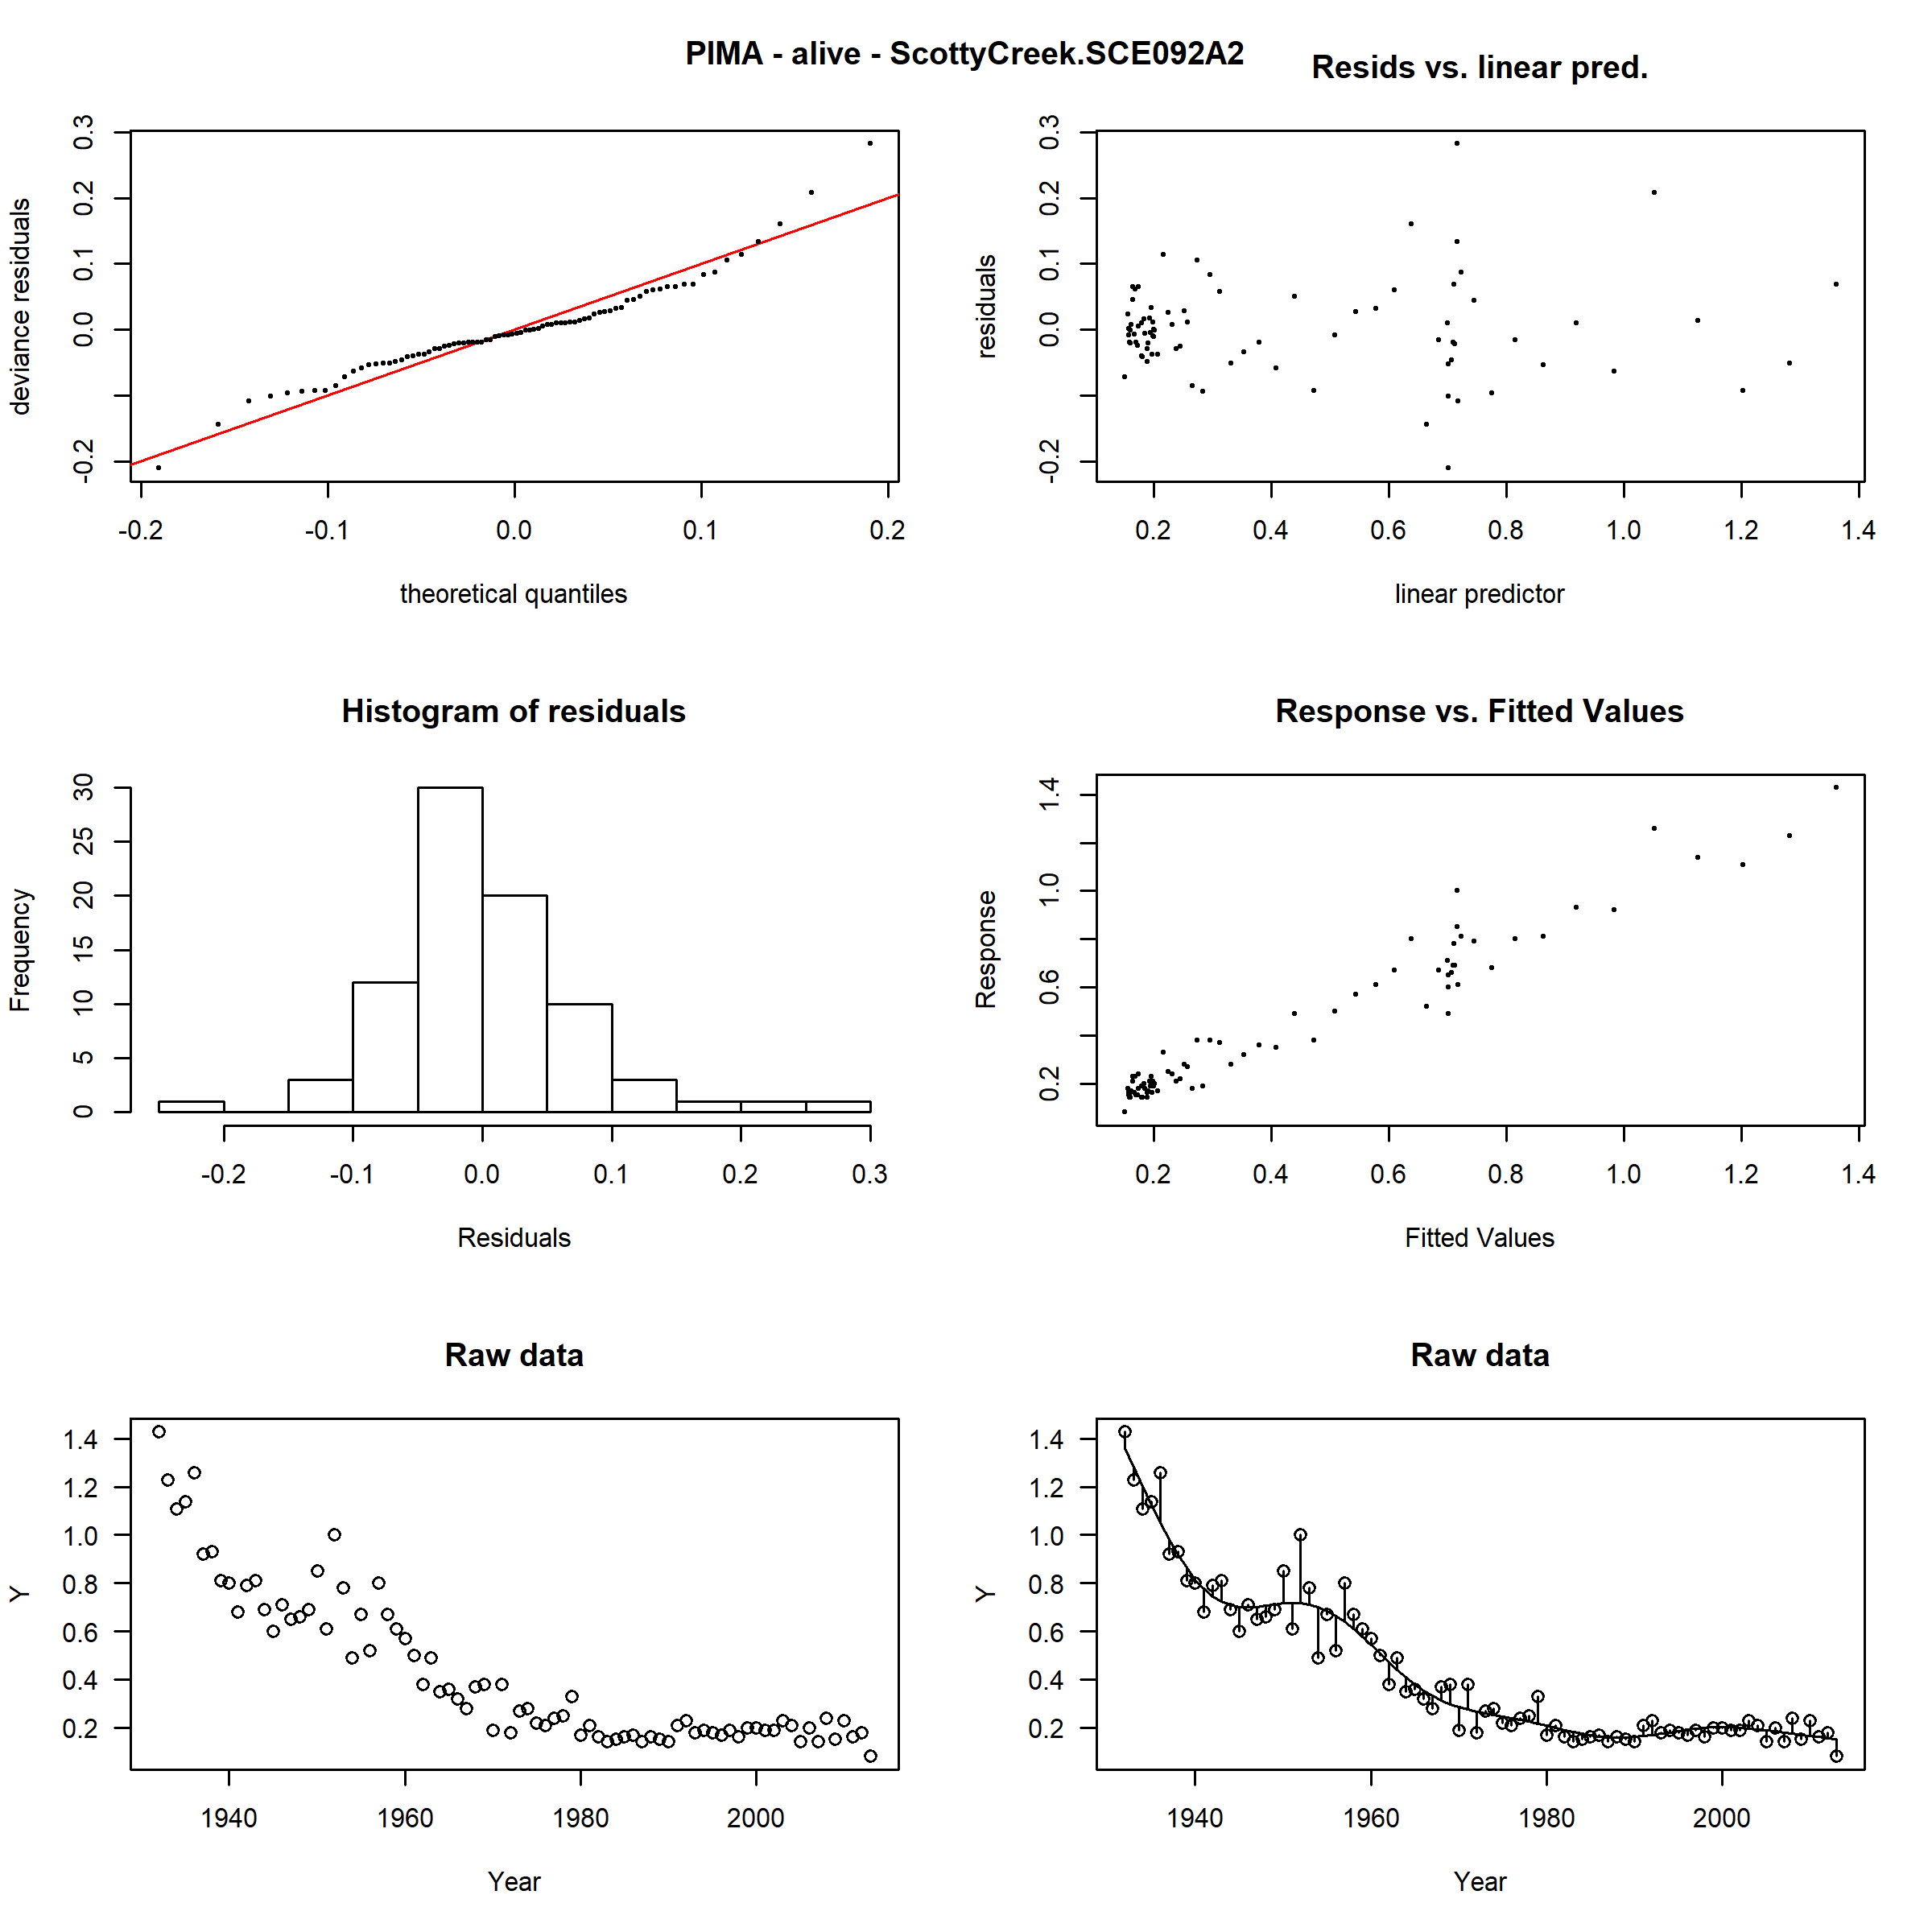 PIMA - alive - ScottyCreek.SCE092A2
Resids vs. linear pred.
deviance residuals
-0.2 0.0 0.1 0.2 0.3
-0.2 -0.1 0.0 0.1 0.2
theoretical quantiles
residuals
-0.2 0.0 0.1 0.2 0.3
0.2 0.4 0.6 0.8 1.0 1.2 1.4
linear predictor
Histogram of residuals
Frequency
0 5 10 15 20 25 30
-0.2 -0.1 0.0 0.1 0.2 0.3
Residuals
Response vs. Fitted Values
Response
0.2 0.6 1.0 1.4
0.2 0.4 0.6 0.8 1.0 1.2 1.4
Fitted Values
Raw data
Y
1.4
1.2
1.0
0.8
0.6
0.4
0.2
1940 1960 1980 2000
Year
Raw data
Y
1.4
1.2
1.0
0.8
0.6
0.4
0.2
1940 1960 1980 2000
Year